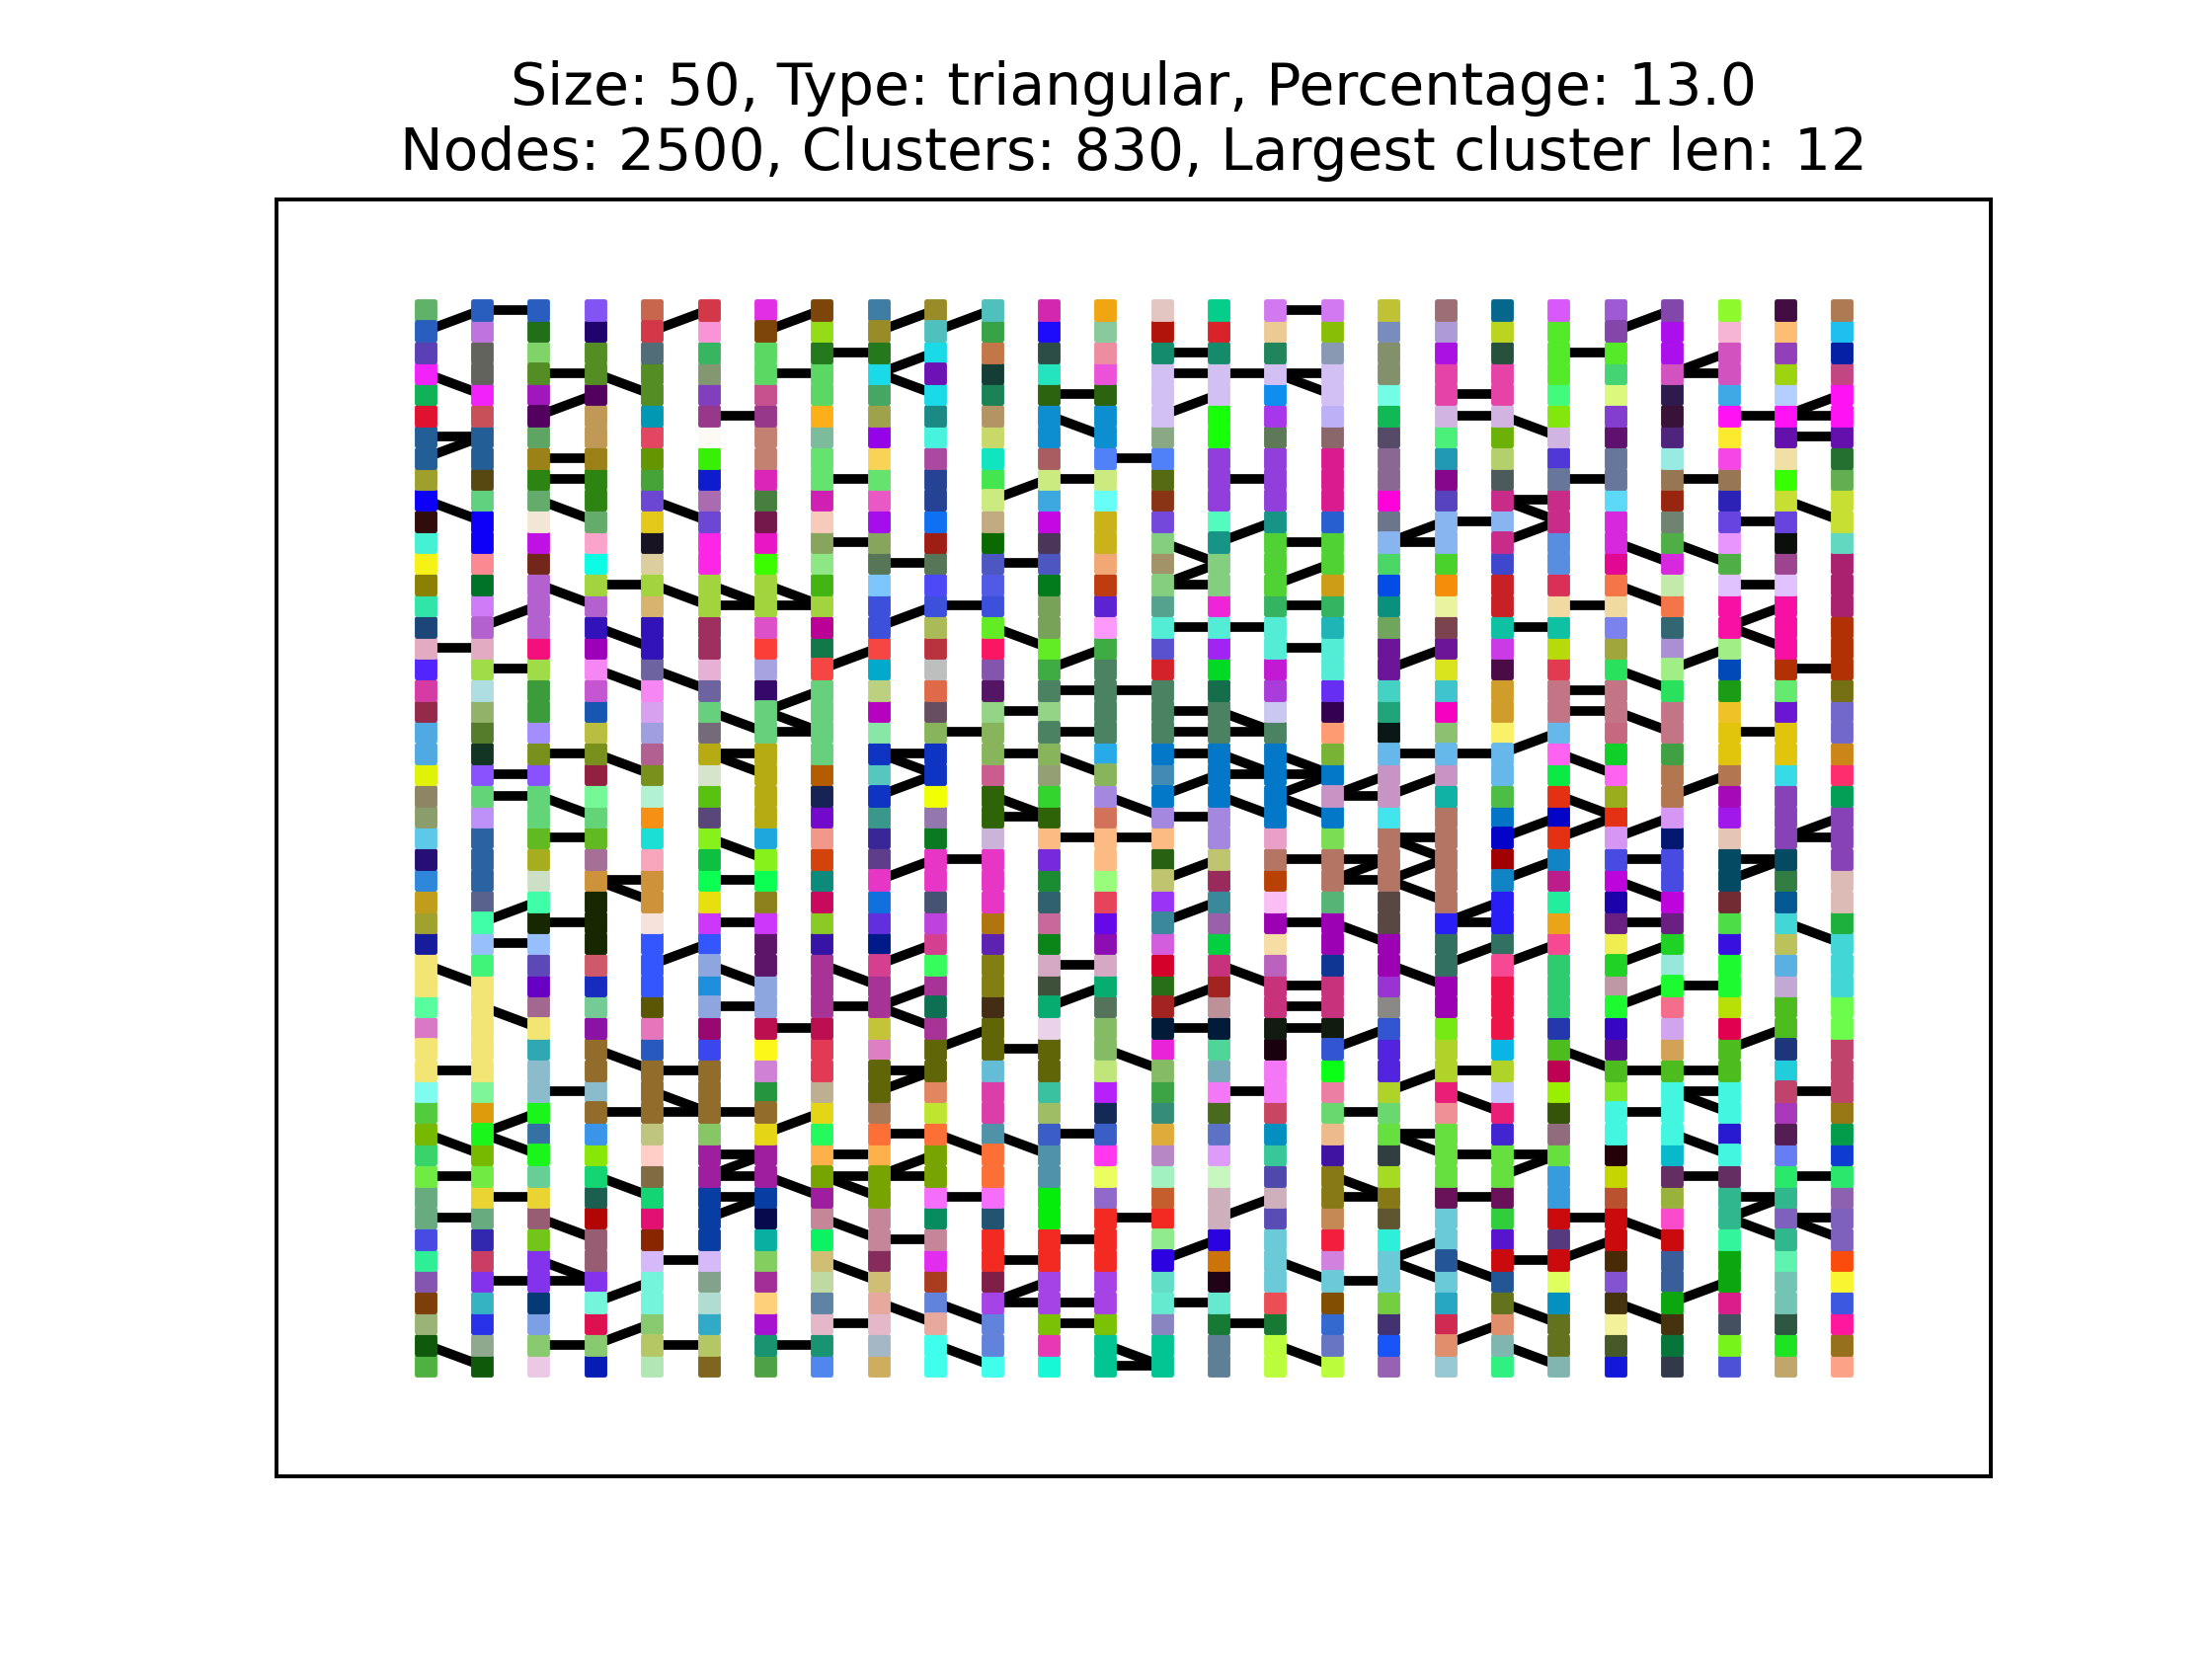 Size: 50, Type: triangular, Percentage: 13.0
Nodes: 2500, Clusters: 830, Largest cluster len: 12